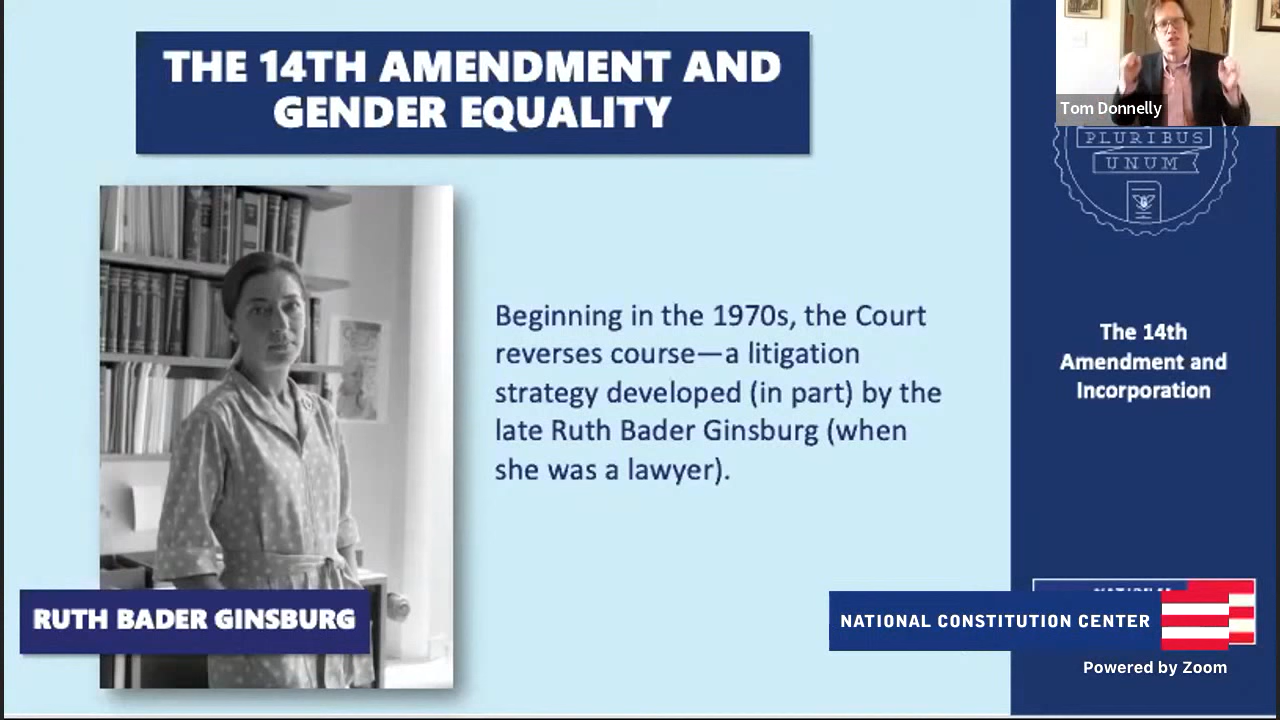 THE 14TH AMENDMENT AND
GENDER EQUALITY
Tom Donnelly
PLURIBUS
UNUM
Beginning in the 1970s, the Court
reverses course—a litigation
strategy developed (in part) by the
late Ruth Bader Ginsburg (when
she was a lawyer).
The 14th
Amendment and
Incorporation
RUTH BADER GINSBURG
NATIONAL CONSTITUTION CENTER
Powered by Zoom